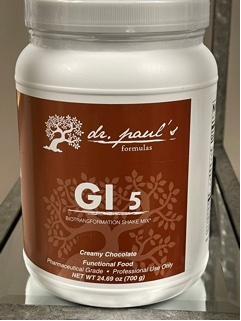 dr. paul's
formulas
GI 5
BIOTRANSFORMATION SHAKE MIX*
Creamy Chocolate
Functional Food
Pharmaceutical Grade • Professional Use Only
NET WT 24.69 oz (700 g)